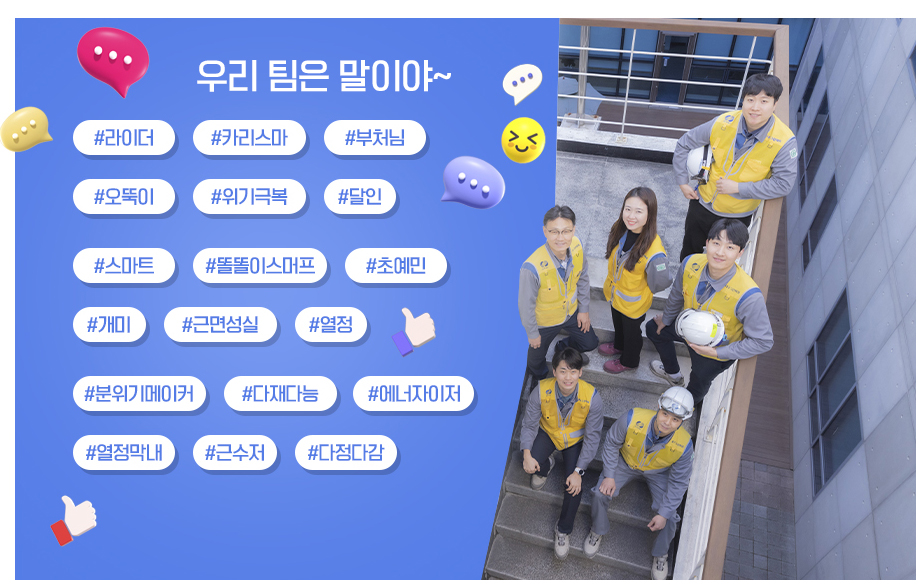 우리 팀은 말이야~
#라이더 #카리스마 #부처님
#오뚝이 #위기극복 #달인
#스마트 #똘똘이스머프 #초예민
#개미 #근면성실 #열정
#분위기메이커 #다재다능 #에너자이저
#열정막내 #근수저 #다정다감